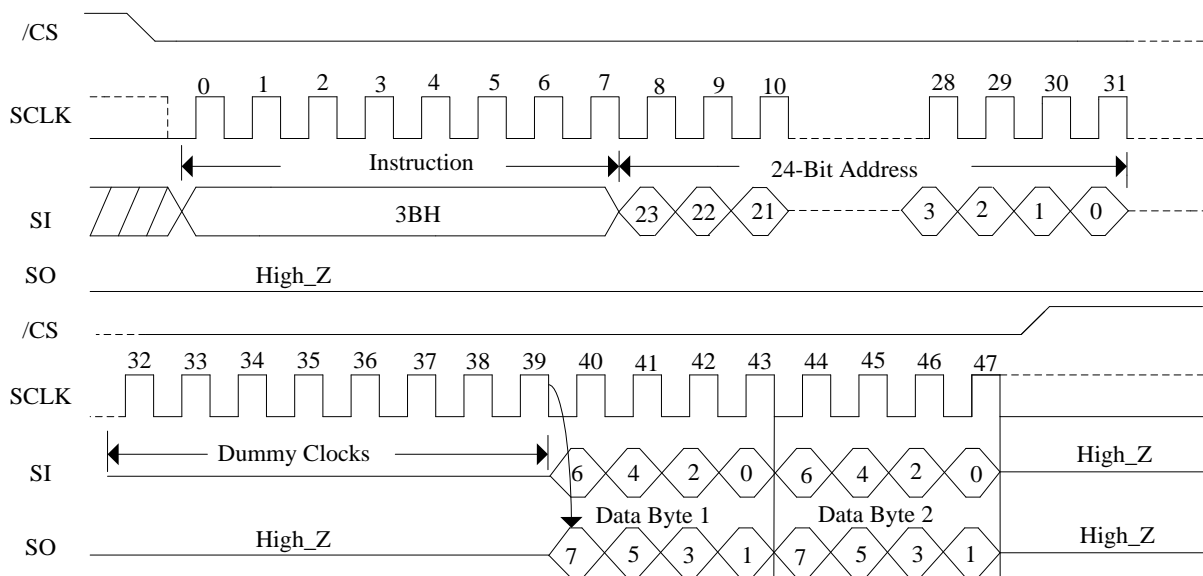 /CS
0 1 2 3 4 5 6 7 8 9 10 28 29 30 31
SCLK
Instruction 24-Bit Address
SI 3BH 23 22 21 3 2 1 0
SO High_Z
/CS
32 33 34 35 36 37 38 39 40 41 42 43 44 45 46 47
SCLK
Dummy Clocks
SI 6 4 2 0 6 4 2 0 High_Z
Data Byte 1 Data Byte 2
SO High_Z 7 5 3 1 7 5 3 1 High_Z